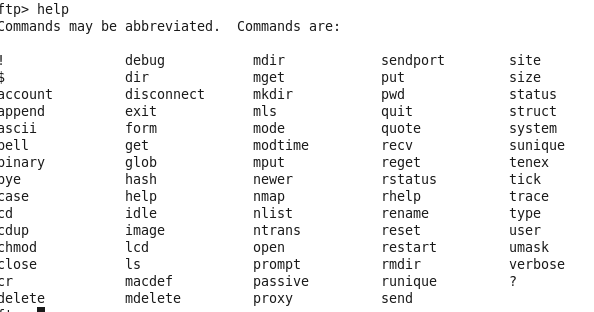 ftp> help
Commands may be abbreviated.  Commands are:

!               debug           mdir            sendport        site
$               dir             mget            put             size
account         disconnect      mkdir           pwd             status
append          exit            mls             quit            struct
ascii           form            mode            quote           system
bell            get             modtime         recv            sunique
binary          glob            mput            reget           tenex
bye             hash            newer           rstatus         tick
case            help            nmap            rhelp           trace
cd              idle            nlist           rename          type
cdup            image           ntrans          reset           user
chmod           lcd             open            restart         umask
close           ls              prompt          rmdir           verbose
cr              macdef          passive         runique         ?
delete          mdelete         proxy           send